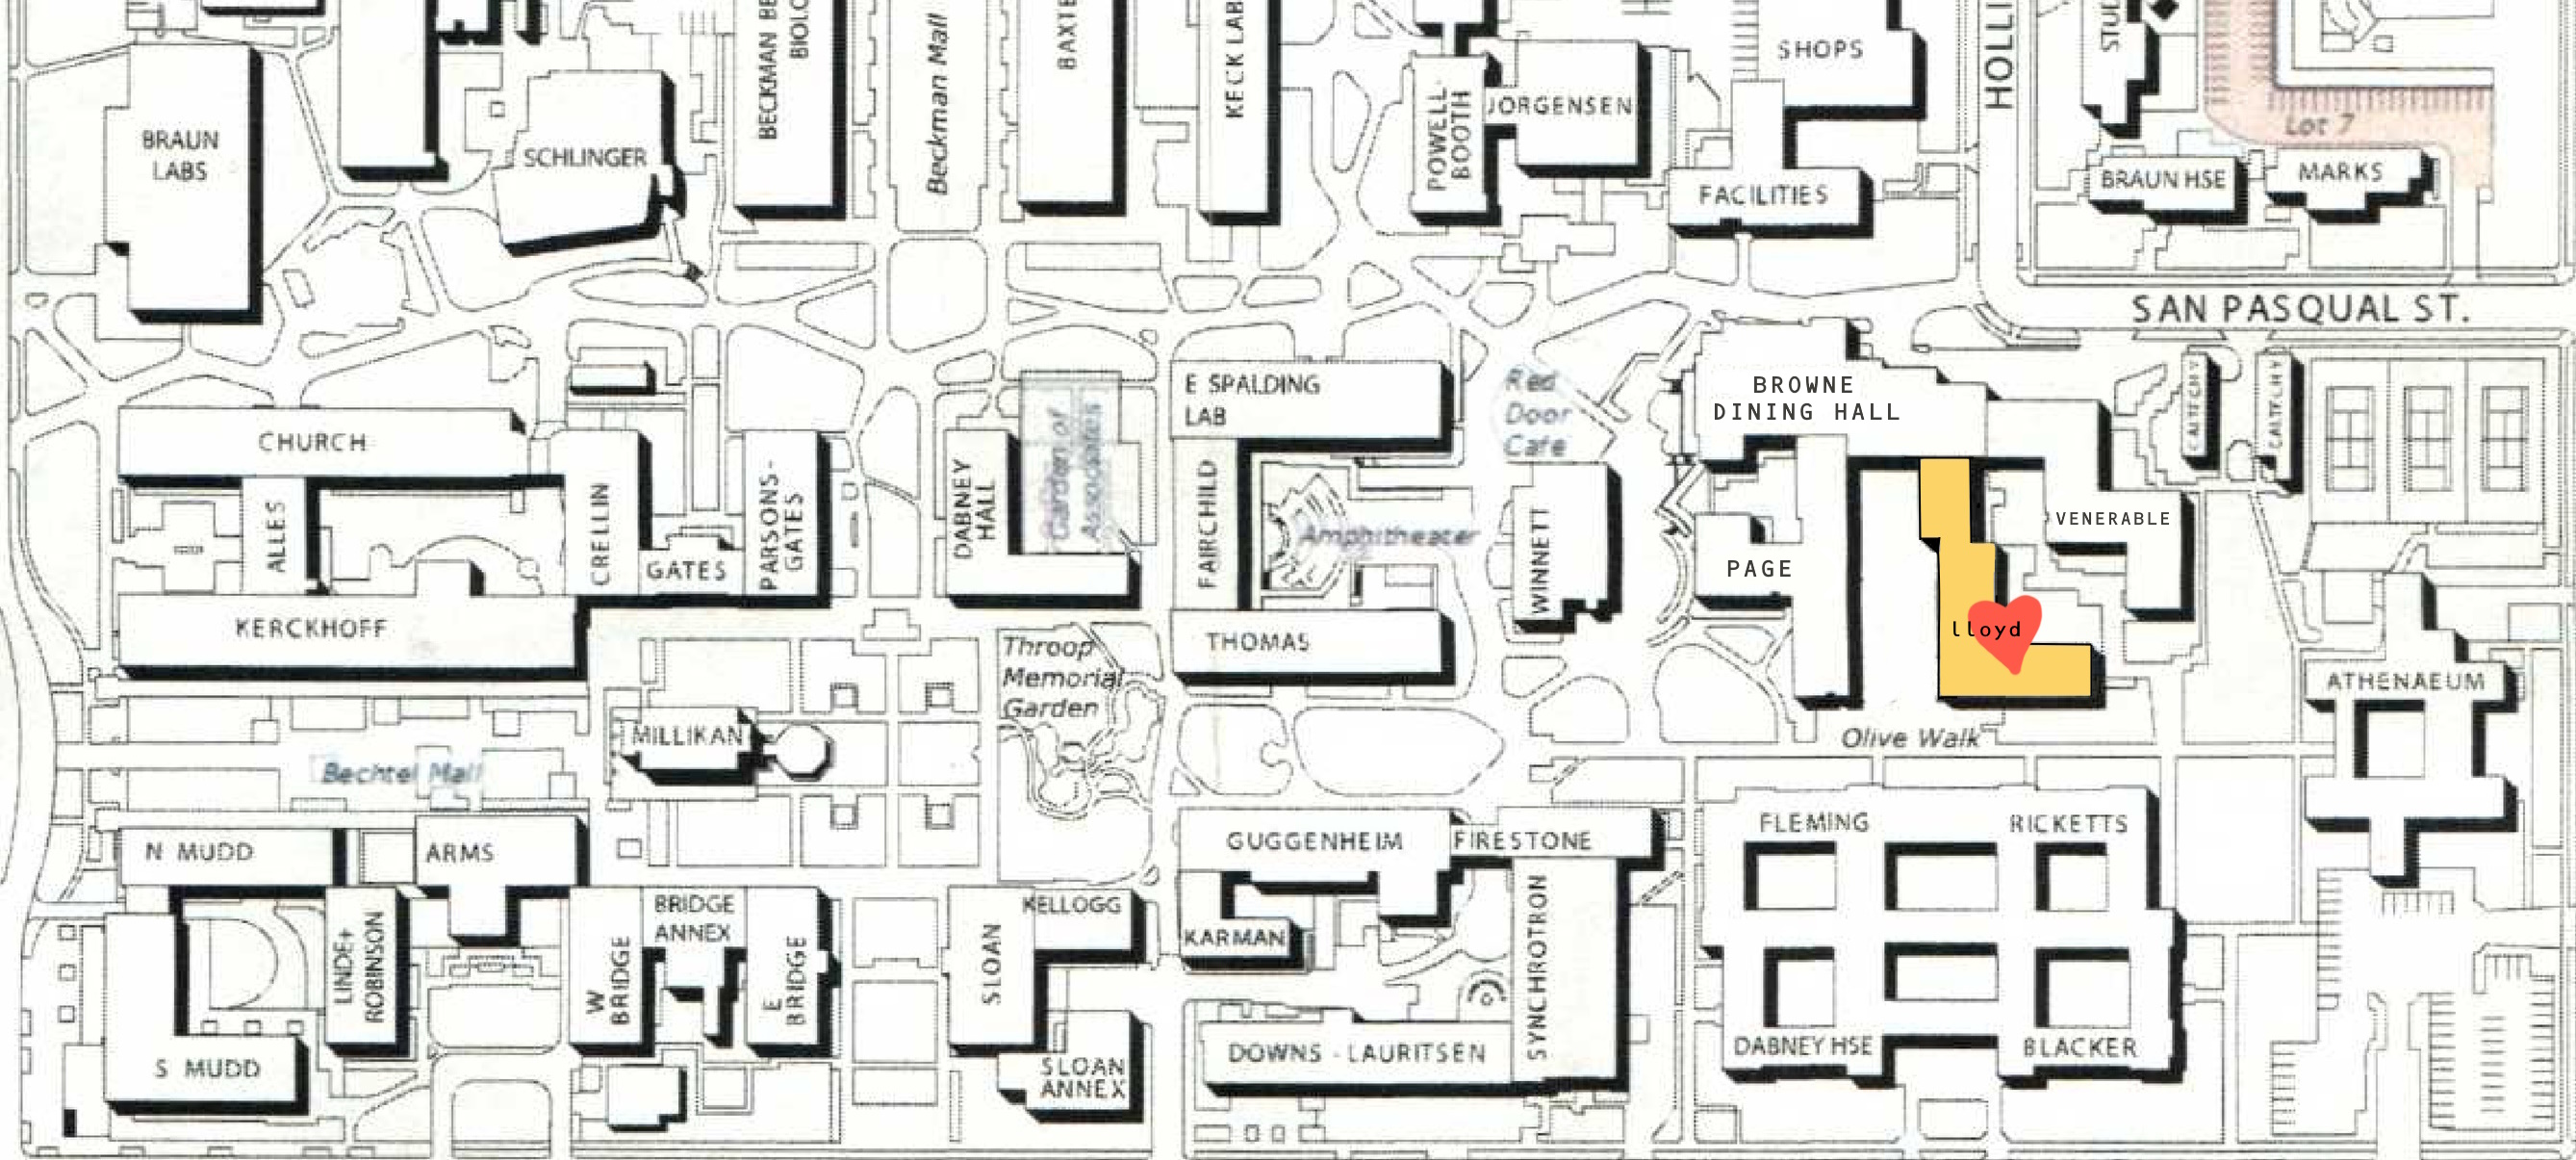 BECKMAN BE
BIOLO
Beckman Mall
BAXTE
KECK LAB
SHOPS
HOLLI
STUD
BRAUN
LABS
SCHLINGER
POWELL-
BOOTH
JORGENSEN
FACILITIES
Lot 7
BRAUN HSE
MARKS
SAN PASQUAL ST.
CHURCH
ALLES
CRELLIN
GATES
PARSONS-
GATES
KERCKHOFF
DABNEY
HALL
Garden of
Associates
E SPALDING
LAB
FAIRCHILD
Amphitheater
THOMAS
Red
Door
Cafe
WINNETT
BROWNE
DINING HALL
PAGE
lloyd
VENERABLE
ATHENAEUM
Olive Walk
Throop
Memorial
Garden
MILLIKAN
Bechtel Mall
N MUDD
ARMS
LINDE+
ROBINSON
S MUDD
W
BRIDGE
BRIDGE
ANNEX
E
BRIDGE
SLOAN
KELLOGG
SLOAN
ANNEX
GUGGENHEIM
FIRESTONE
KARMAN
SYNCHROTRON
DOWNS - LAURITSEN
FLEMING
RICKETTS
DABNEY HSE
BLACKER